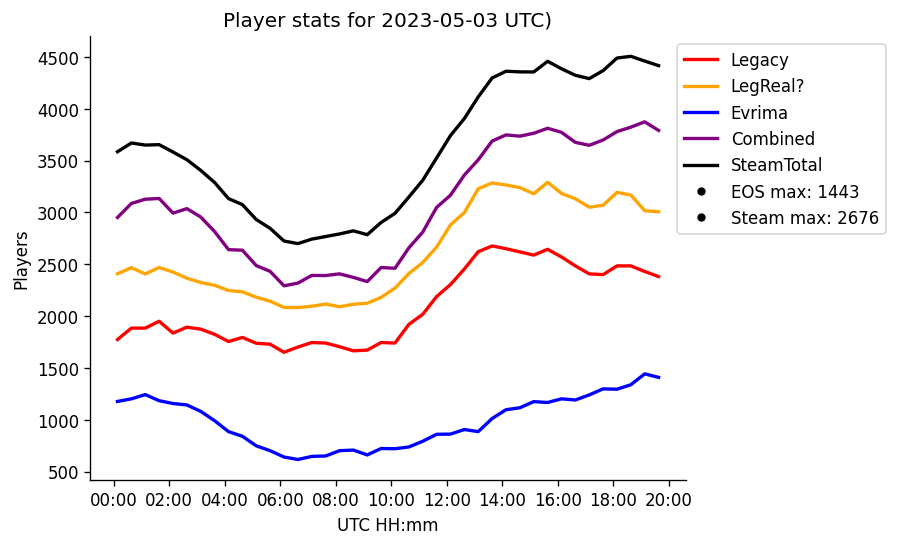 Player stats for 2023-05-03 UTC)
4500
4000
3500
3000
2500
2000
1500
1000
500
Players
00:00 02:00 04:00 06:00 08:00 10:00 12:00 14:00 16:00 18:00 20:00
UTC HH:mm
Legacy
LegReal?
Evrima
Combined
SteamTotal
EOS max: 1443
Steam max: 2676